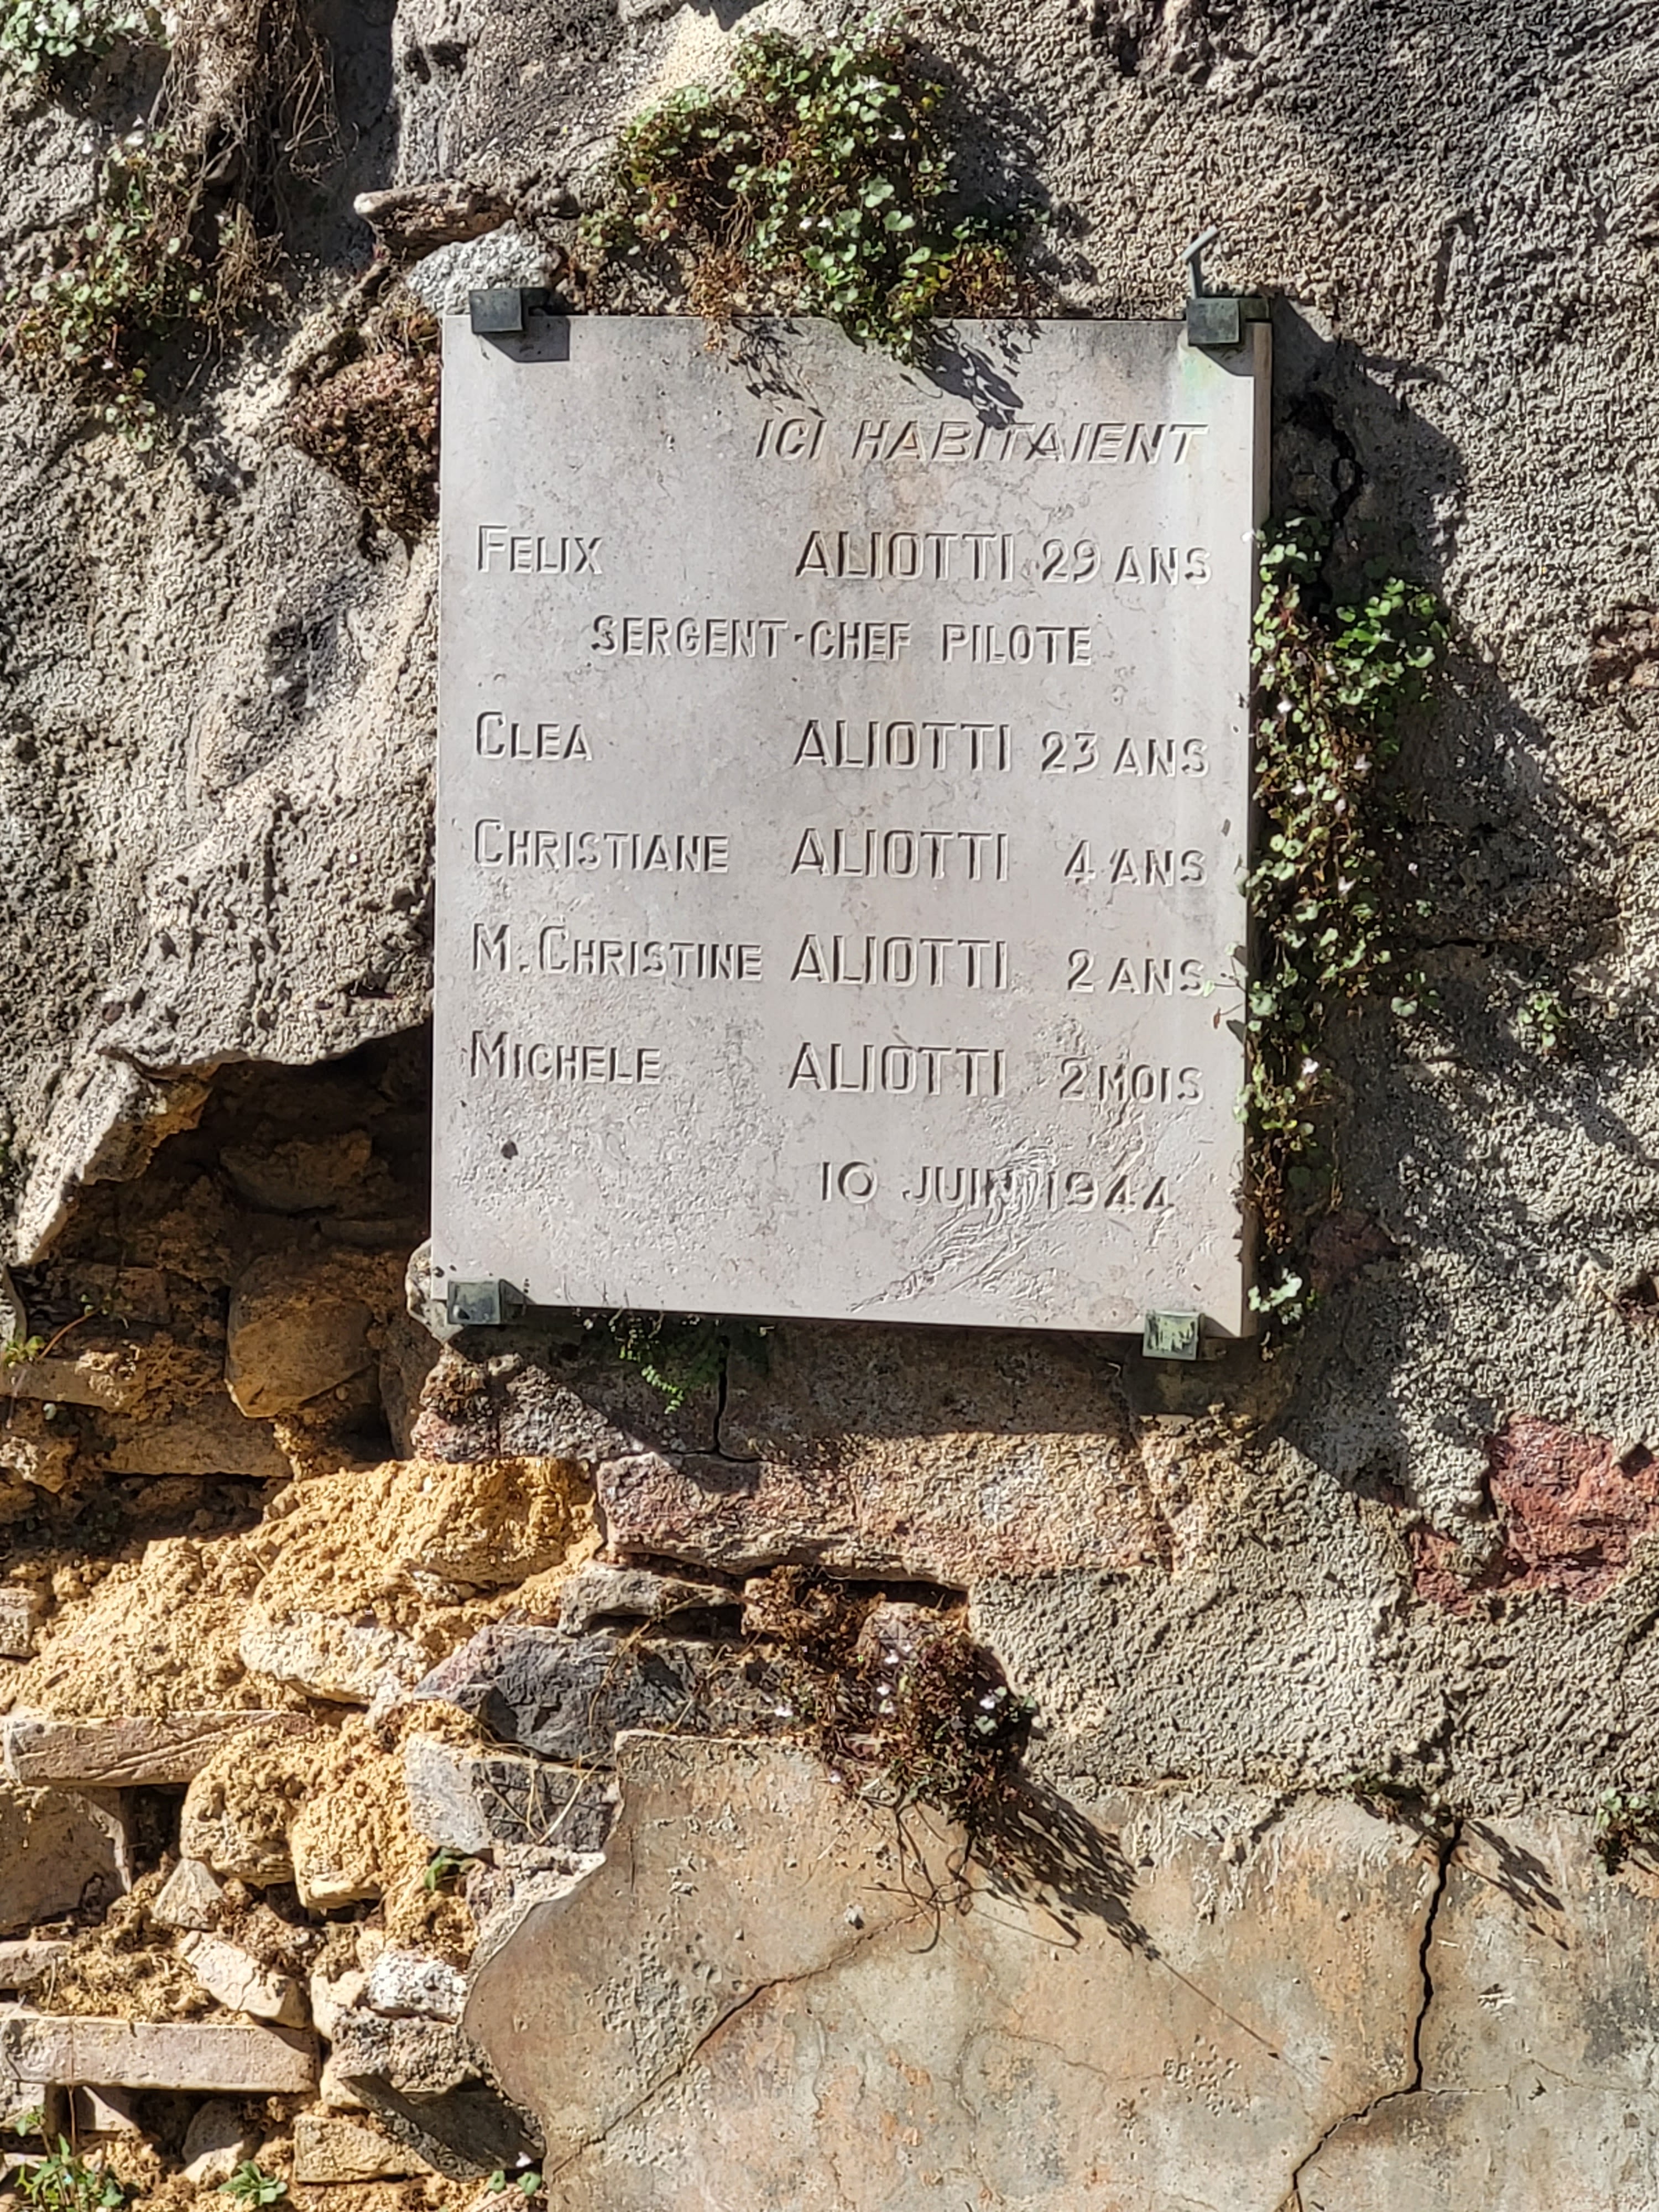 ICI HABITAIENT
FELIX ALIOTTI 29 ANS
SERGENT-CHEF PILOTE
CLEA ALIOTTI 23 ANS
CHRISTIANE ALIOTTI 4 ANS
M. CHRISTINE ALIOTTI 2 ANS
MICHELE ALIOTTI 2 MOIS
10 JUIN 1944